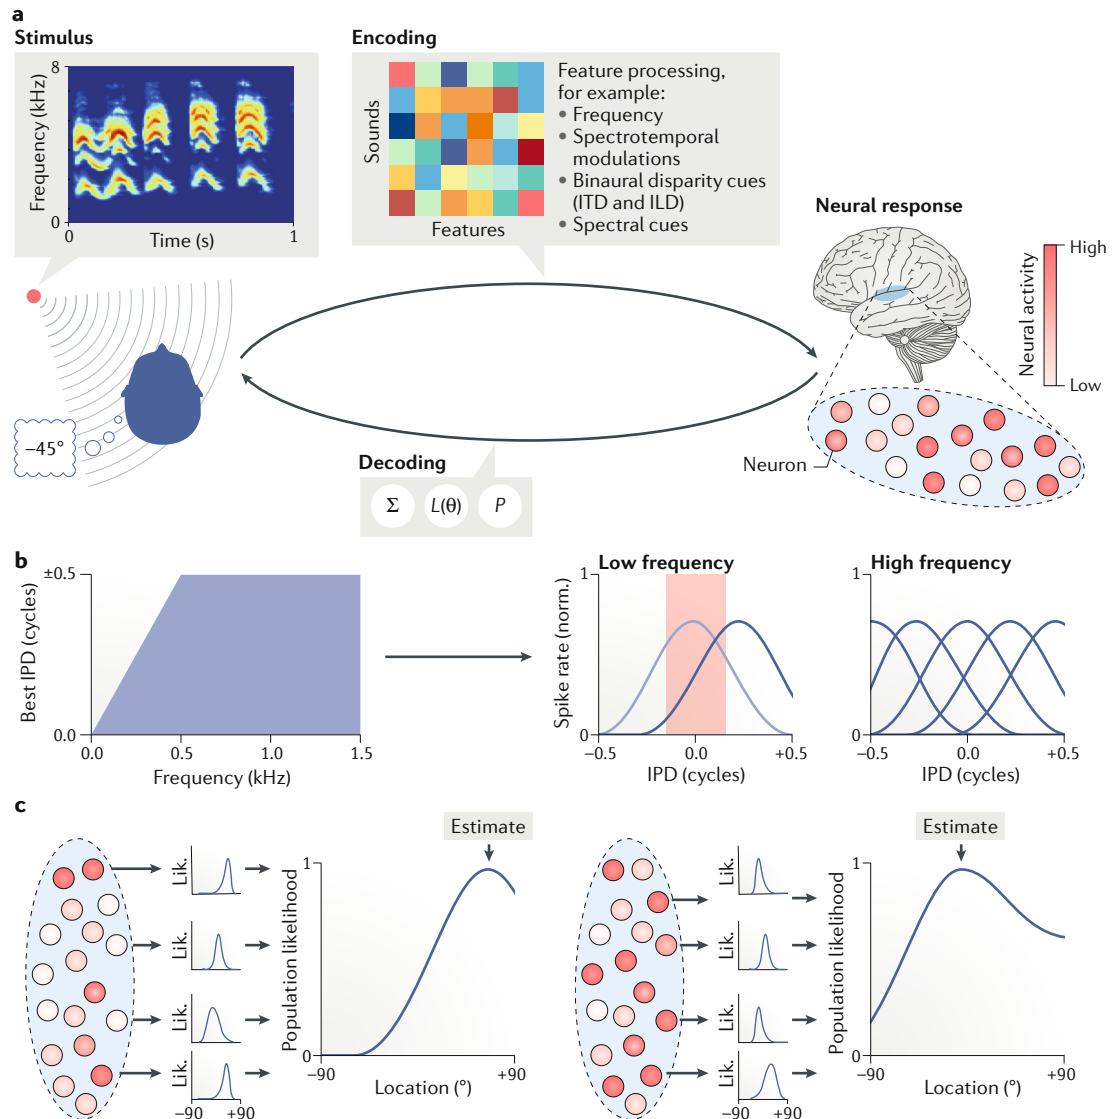 a
Stimulus
8
Frequency (kHz)
0
0
Time (s)
1
Encoding
Sounds
Features
Feature processing,
for example:
• Frequency
• Spectrotemporal
modulations
• Binaural disparity cues
(ITD and ILD)
• Spectral cues
Neural response
High
Neural activity
Low
Neuron
–45°
Decoding
Σ
L(θ)
P
b
±0.5
Best IPD (cycles)
0.0
0.0
0.5
1.0
1.5
Frequency (kHz)
Low frequency
1
Spike rate (norm.)
0
–0.5
0.0
+0.5
IPD (cycles)
High frequency
1
0
–0.5
0.0
+0.5
IPD (cycles)
c
Lik.
Lik.
Lik.
Lik.
–90
+90
Estimate
1
Population likelihood
0
–90
+90
Location (°)
Lik.
Lik.
Lik.
Lik.
–90
+90
Estimate
1
Population likelihood
0
–90
+90
Location (°)